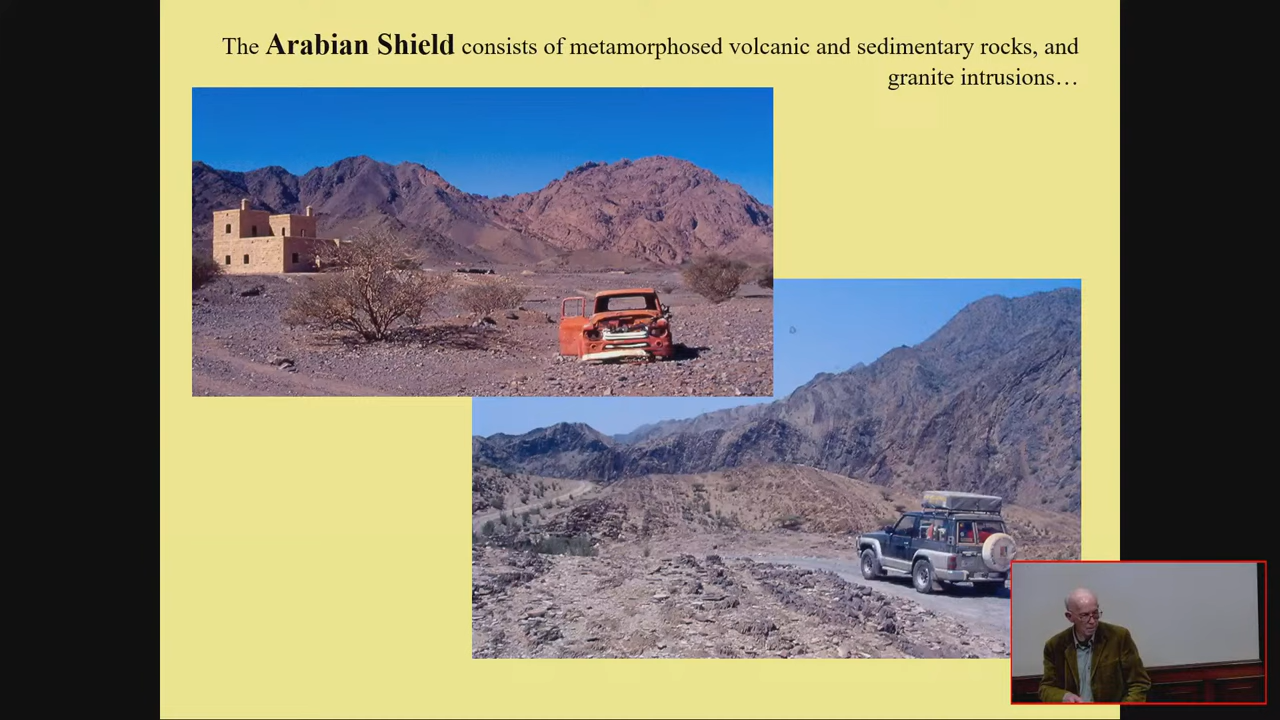 The Arabian Shield consists of metamorphosed volcanic and sedimentary rocks, and
granite intrusions…